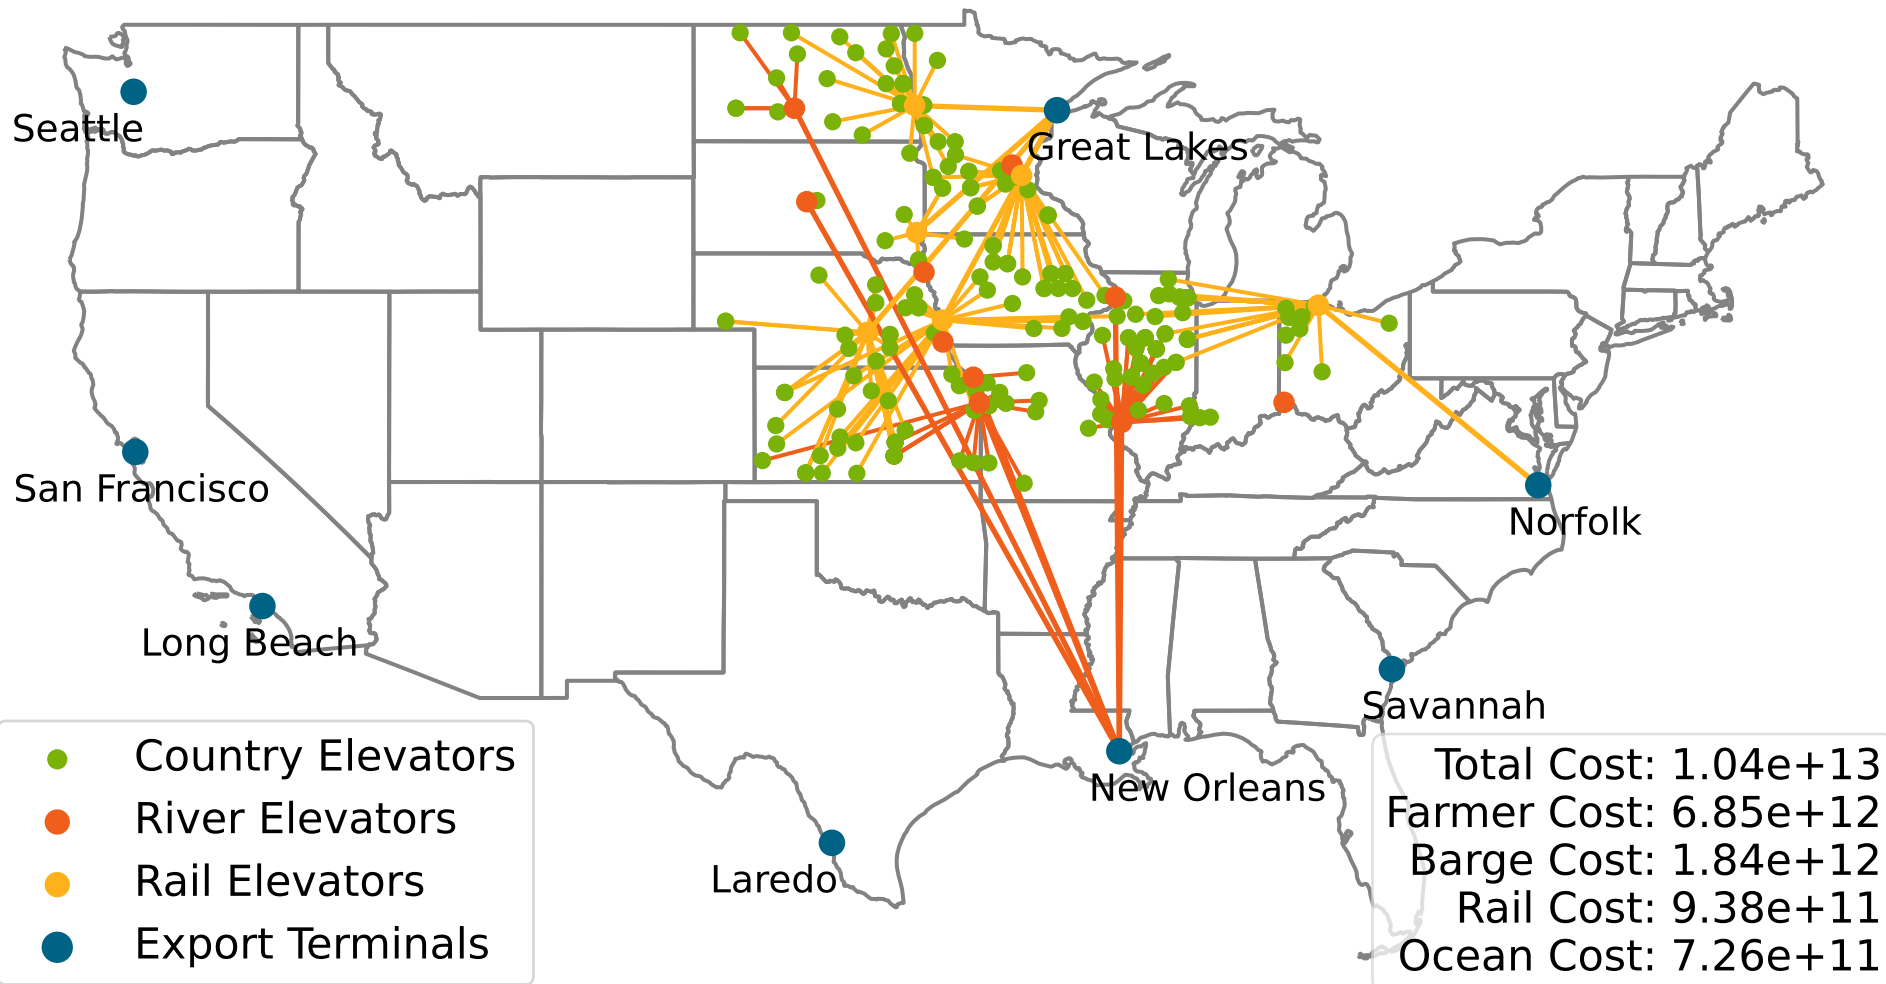 Seattle
Great Lakes
San Francisco
Norfolk
Long Beach
Savannah
New Orleans
Laredo
Country Elevators
River Elevators
Rail Elevators
Export Terminals
Total Cost: 1.04e+13
Farmer Cost: 6.85e+12
Barge Cost: 1.84e+12
Rail Cost: 9.38e+11
Ocean Cost: 7.26e+11